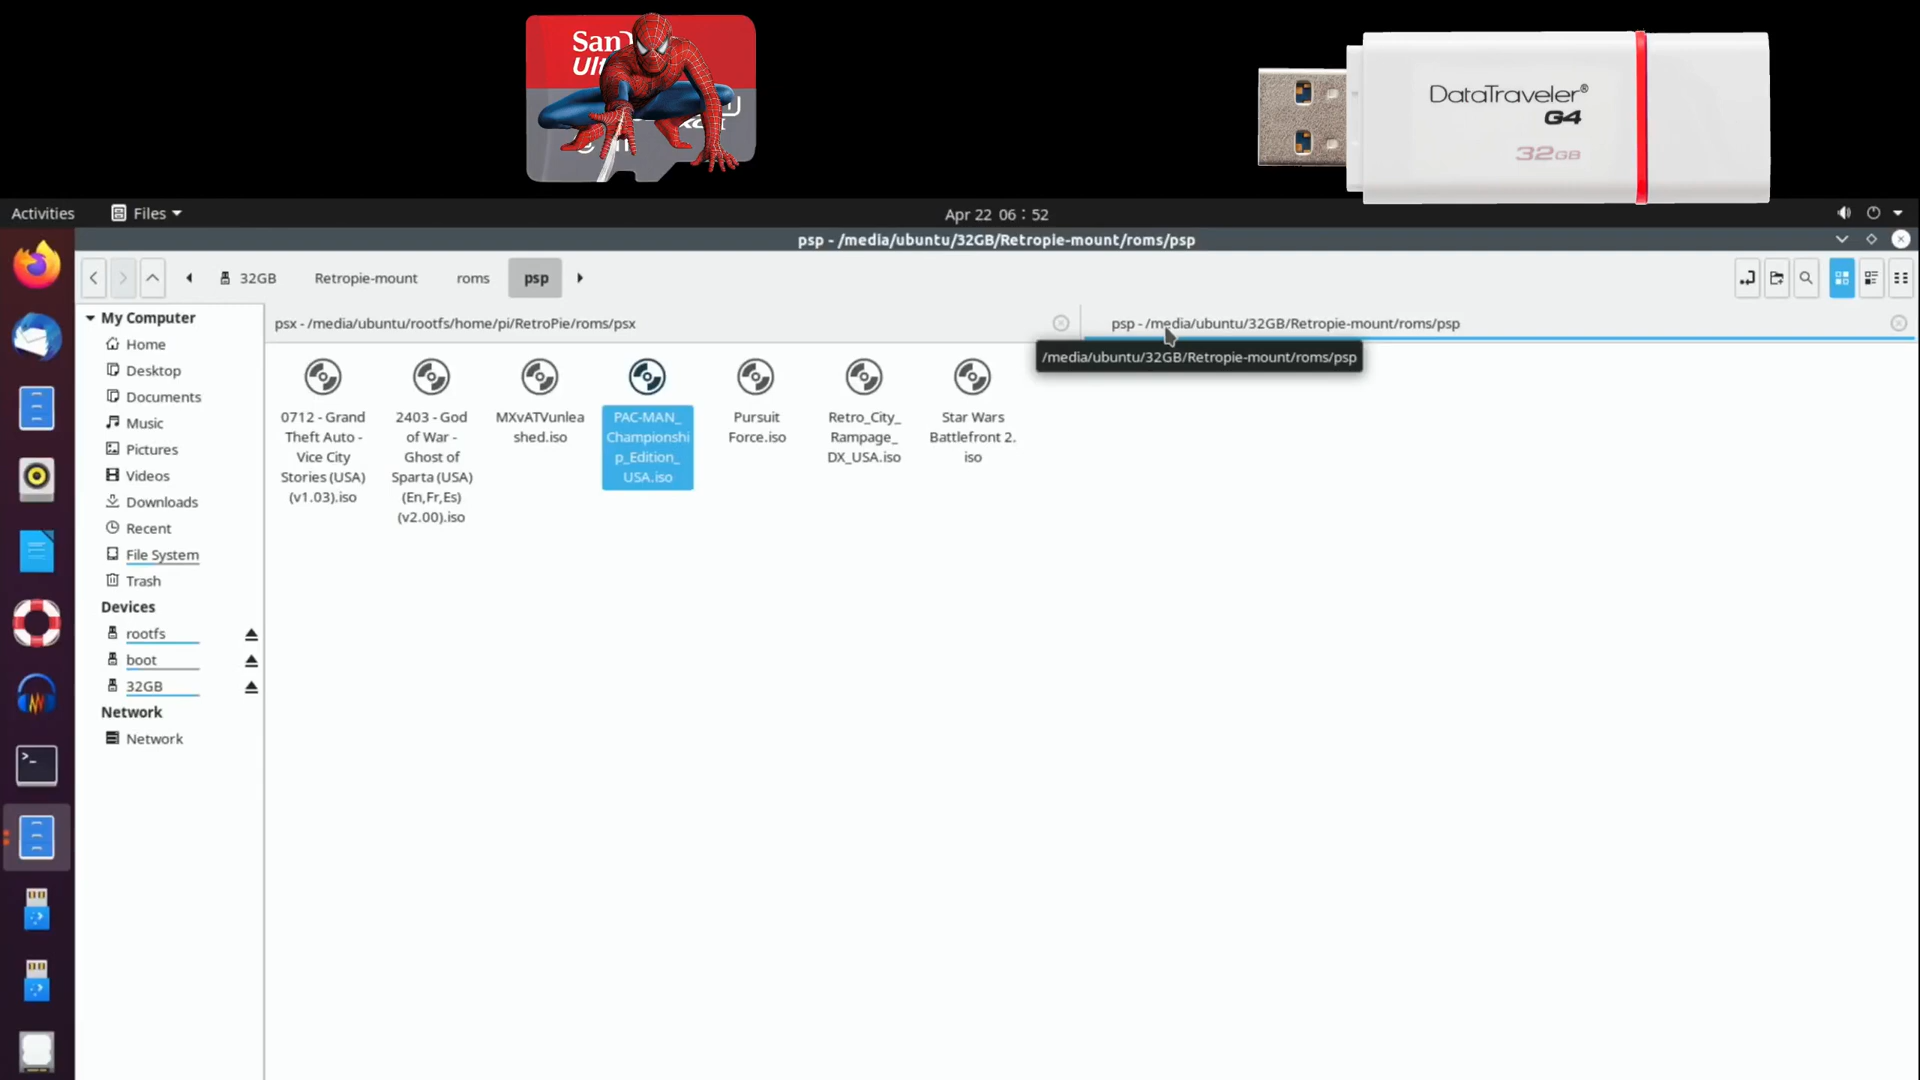 San
Ul
DataTraveler®
G4
32GB
Activities
Files
Apr 22 06 : 52
psp - /media/ubuntu/32GB/Retropie-mount/roms/psp
32GB
Retropie-mount
roms
psp
My Computer
Home
Desktop
Documents
Music
Pictures
Videos
Downloads
Recent
File System
Trash
Devices
rootfs
boot
32GB
Network
Network
psx - /media/ubuntu/rootfs/home/pi/RetroPie/roms/psx
psp - /media/ubuntu/32GB/Retropie-mount/roms/psp
/media/ubuntu/32GB/Retropie-mount/roms/psp
0712 - Grand
Theft Auto -
Vice City
Stories (USA)
(v1.03).iso
2403 - God
of War -
Ghost of
Sparta (USA)
(En,Fr,Es)
(v2.00).iso
MXvATVunlea
shed.iso
PAC-MAN_
Championshi
p_Edition_
USA.iso
Pursuit
Force.iso
Retro_City_
Rampage_
DX_USA.iso
Star Wars
Battlefront 2.
iso